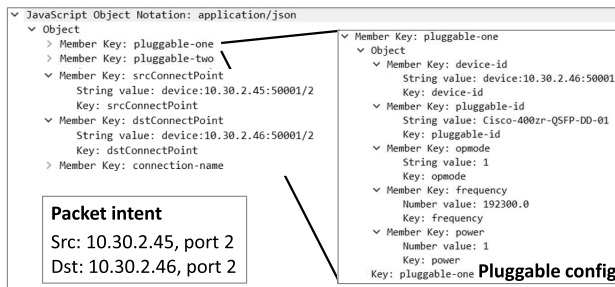 JavaScript Object Notation: application/json
Object
Member Key: pluggable-one
Member Key: pluggable-two
Member Key: srcConnectPoint
String value: device:10.30.2.45:50001/2
Key: srcConnectPoint
Member Key: dstConnectPoint
String value: device:10.30.2.46:50001/2
Key: dstConnectPoint
Member Key: connection-name
Packet intent
Src: 10.30.2.45, port 2
Dst: 10.30.2.46, port 2
Member Key: pluggable-one
Object
Member Key: device-id
String value: device:10.30.2.46:50001
Key: device-id
Member Key: pluggable-id
String value: Cisco-400zr-QSFP-DD-01
Key: pluggable-id
Member Key: opmode
String value: 1
Key: opmode
Member Key: frequency
Number value: 192300.0
Key: frequency
Member Key: power
Number value: 1
Key: power
Key: pluggable-one
Pluggable config